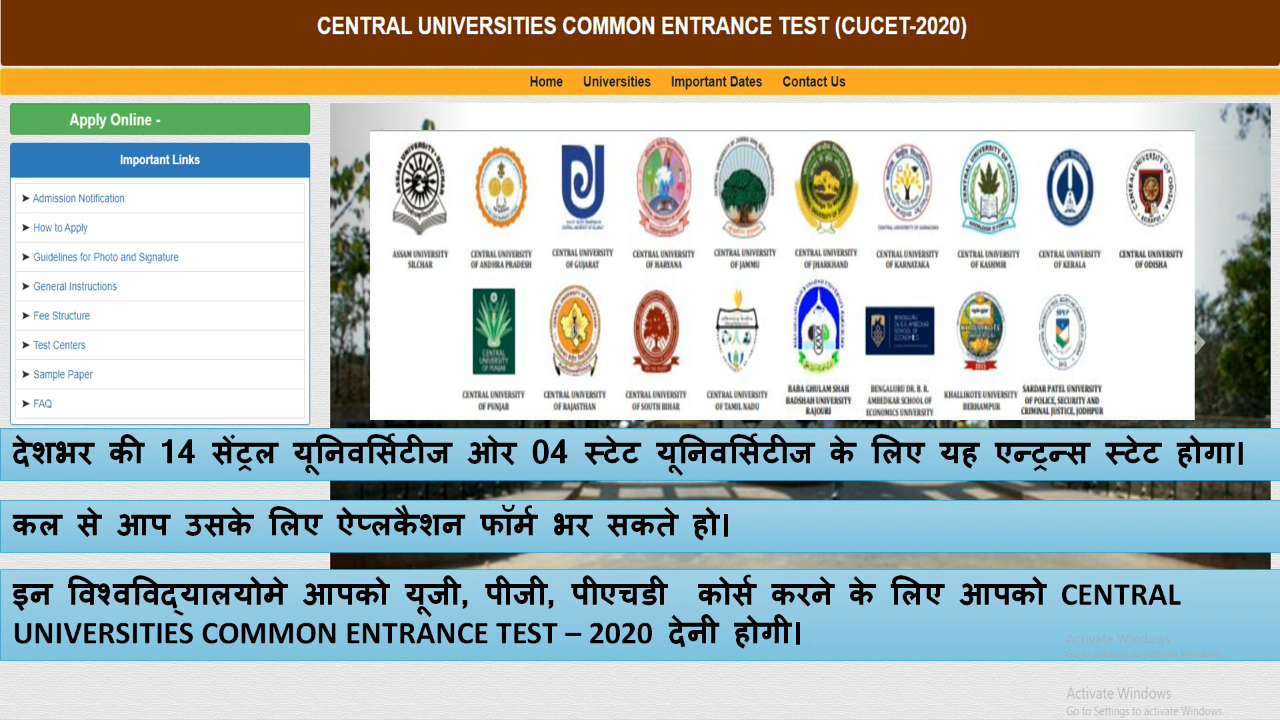 CENTRAL UNIVERSITIES COMMON ENTRANCE TEST (CUCET-2020)
Home Universities Important Dates Contact Us
Apply Online -
Important Links
➤ Admission Notification
➤ How to Apply
➤ Guidelines for Photo and Signature
➤ General Instructions
➤ Fee Structure
➤ Test Centers
➤ Sample Paper
➤ FAQ
ASSAM UNIVERSITY
SILCHAR
CENTRAL UNIVERSITY
OF ANDHRA PRADESH
CENTRAL UNIVERSITY
OF GUJARAT
CENTRAL UNIVERSITY
OF HARYANA
CENTRAL UNIVERSITY
OF JAMMU
CENTRAL UNIVERSITY
OF JHARKHAND
CENTRAL UNIVERSITY
OF KARNATAKA
CENTRAL UNIVERSITY
OF KASHMIR
CENTRAL UNIVERSITY
OF KERALA
CENTRAL UNIVERSITY
OF ODISHA
CENTRAL
UNIVERSITY
OF PUNJAB
CENTRAL UNIVERSITY
OF PUNJAB
CENTRAL UNIVERSITY
OF RAJASTHAN
CENTRAL UNIVERSITY
OF SOUTH BIHAR
CENTRAL UNIVERSITY
OF TAMIL NADU
BABA GHULAM SHAH
BADSHAH UNIVERSITY
RAJOURI
BENGALURU DR. B. R.
AMBEDKAR SCHOOL OF
ECONOMICS UNIVERSITY
KHALLIKOTE UNIVERSITY
BERHAMPUR
SARDAR PATEL UNIVERSITY
OF POLICE, SECURITY AND
CRIMINAL JUSTICE, JODHPUR
देशभर की 14 सेंट्रल यूनिवर्सिटीज ओर 04 स्टेट यूनिवर्सिटीज के लिए यह एन्ट्रन्स स्टेट होगा।
कल से आप उसके लिए ऐप्लकैशन फॉर्म भर सकते हो।
इन विश्वविद्यालयोमे आपको यूजी, पीजी, पीएचडी कोर्स करने के लिए आपको CENTRAL
UNIVERSITIES COMMON ENTRANCE TEST – 2020 देनी होगी।
Activate Windows
Go to Settings to activate Windows.
Activate Windows
Go to Settings to activate Windows.